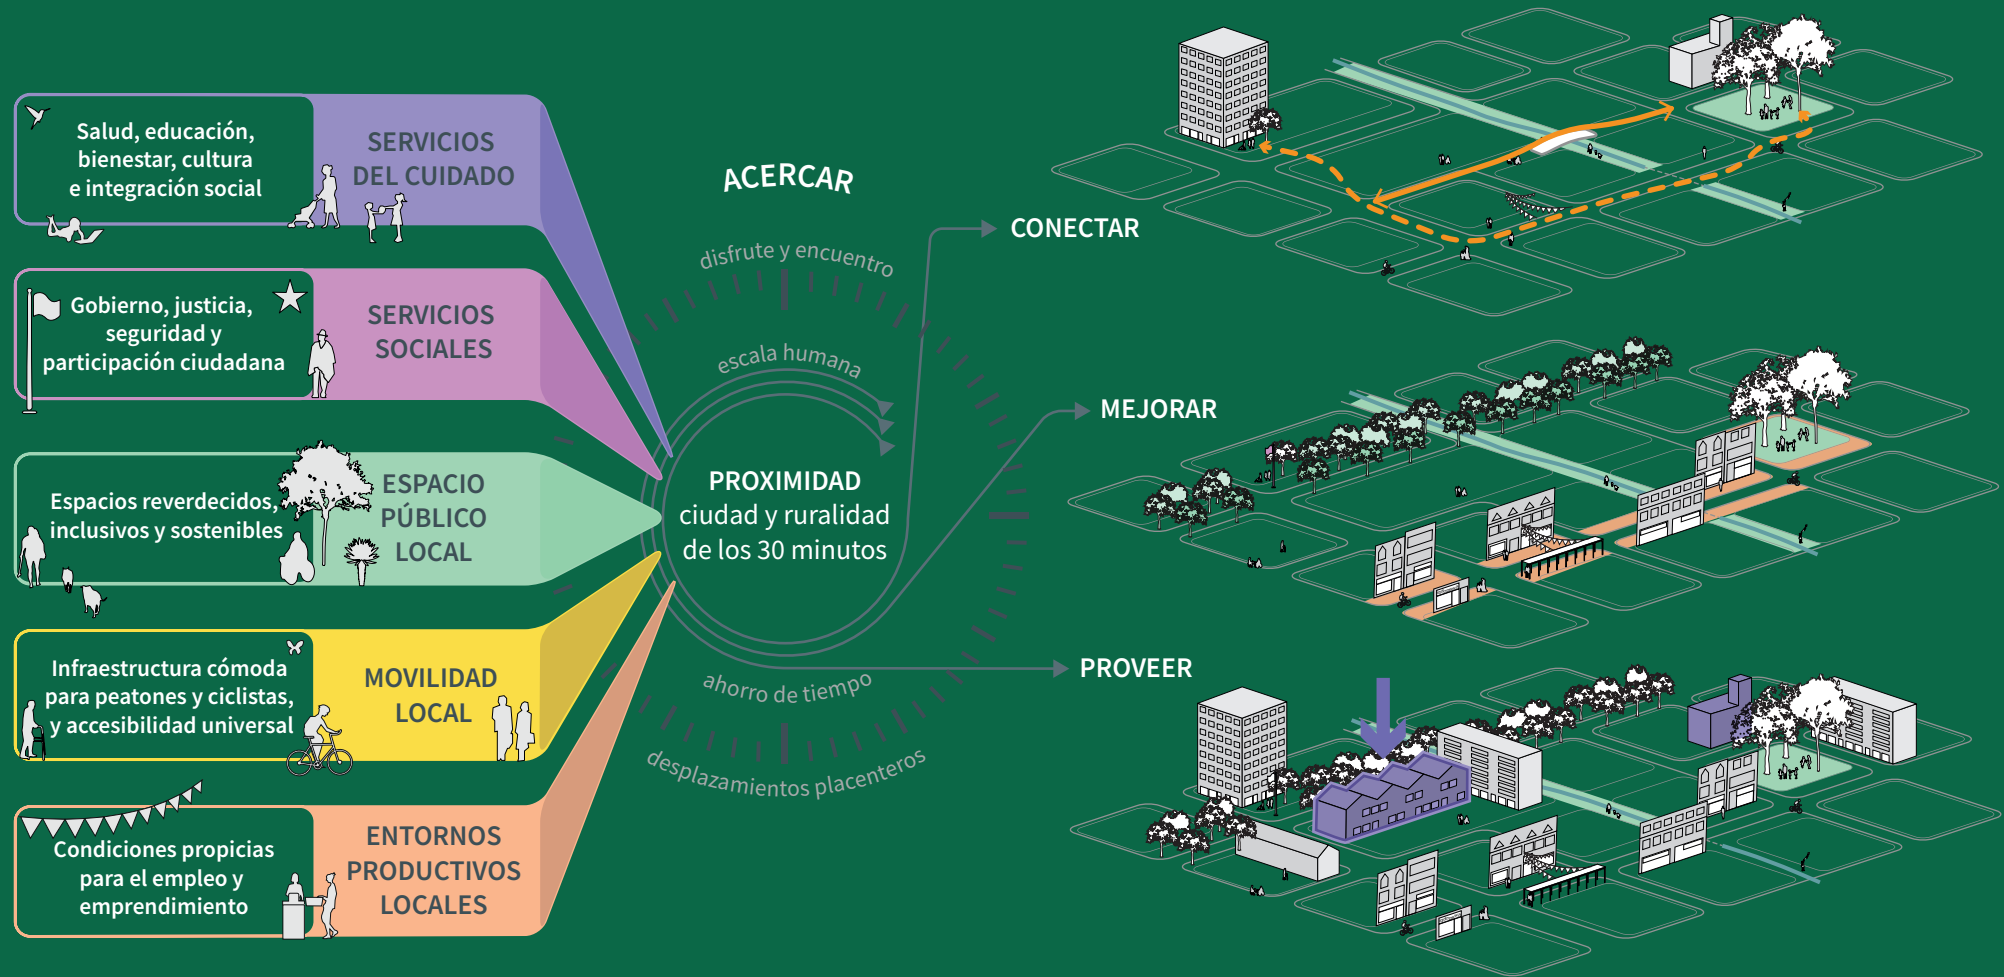 Salud, educación,
bienestar, cultura
e integración social
SERVICIOS
DEL CUIDADO
Gobierno, justicia,
seguridad y
participación ciudadana
SERVICIOS
SOCIALES
Espacios reverdecidos,
inclusivos y sostenibles
ESPACIO
PÚBLICO
LOCAL
Infraestructura cómoda
para peatones y ciclistas,
y accesibilidad universal
MOVILIDAD
LOCAL
Condiciones propicias
para el empleo y
emprendimiento
ENTORNOS
PRODUCTIVOS
LOCALES
ACERCAR
disfrute y encuentro
escala humana
PROXIMIDAD
ciudad y ruralidad
de los 30 minutos
ahorro de tiempo
desplazamientos placenteros
CONECTAR
MEJORAR
PROVEER